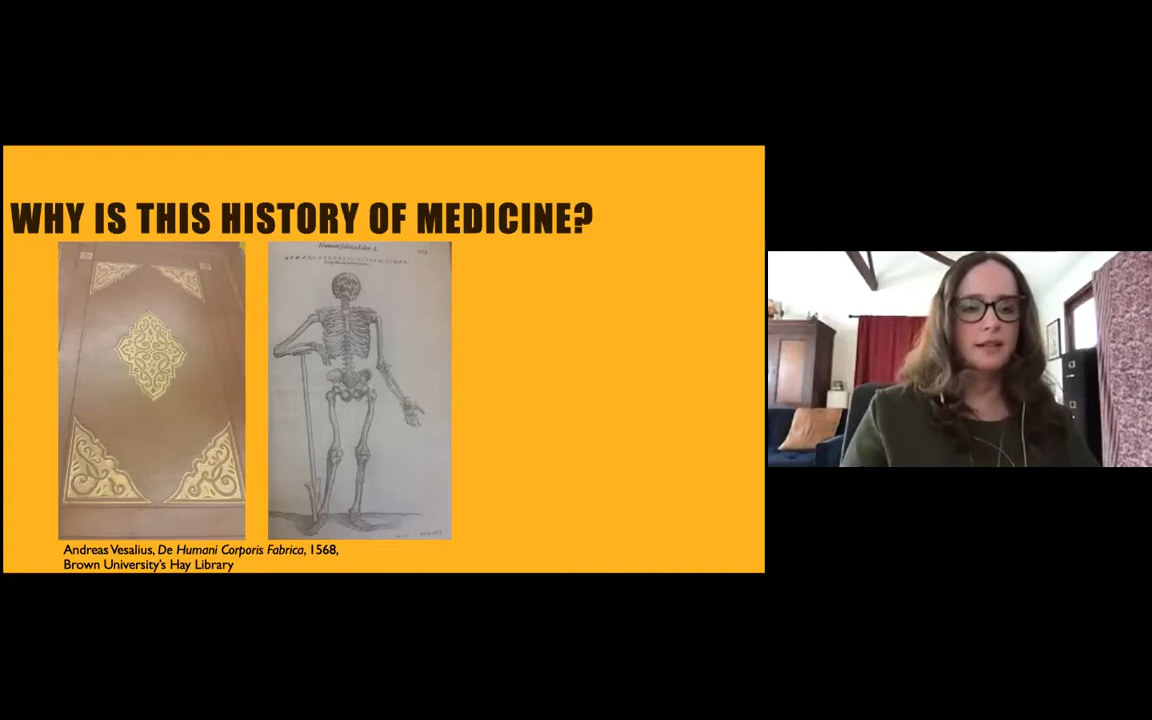 WHY IS THIS HISTORY OF MEDICINE?
Andreas Vesalius, De Humani Corporis Fabrica, 1568,
Brown University's Hay Library